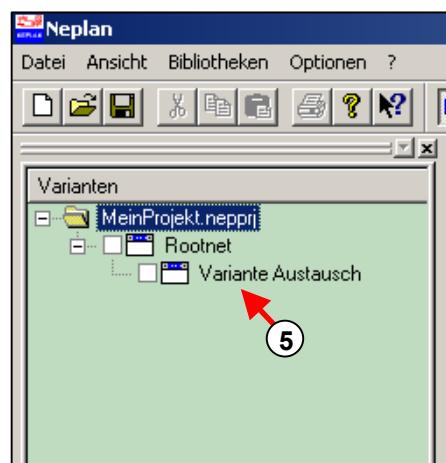 Neplan
Datei Ansicht Bibliotheken Optionen ?
Varianten
MeinProjekt.nepprj
Rootnet
Variante Austausch
5